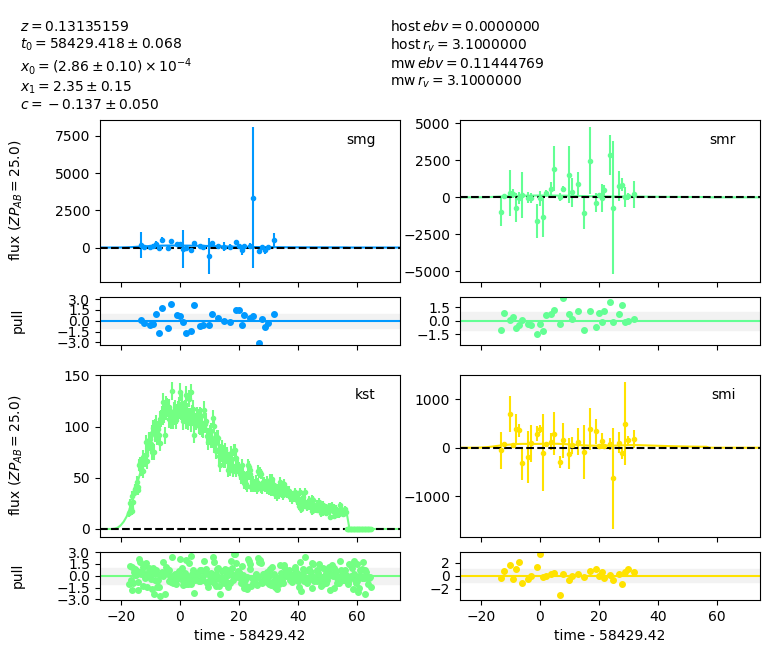 z = 0.13135159
t₀ = 58429.418 ± 0.068
x₀ = (2.86 ± 0.10) × 10⁻⁴
x₁ = 2.35 ± 0.15
c = −0.137 ± 0.050
host ebv = 0.0000000
host r_v = 3.1000000
mw ebv = 0.11444769
mw r_v = 3.1000000
smg
7500
5000
2500
0
flux (ZP_AB = 25.0)
3.0
1.5
0.0
−1.5
−3.0
pull
smr
5000
2500
0
−2500
−5000
1.5
0.0
−1.5
kst
150
100
50
0
flux (ZP_AB = 25.0)
3.0
1.5
0.0
−1.5
−3.0
pull
−20 0 20 40 60
time - 58429.42
smi
1000
0
−1000
2
0
−2
−20 0 20 40 60
time - 58429.42